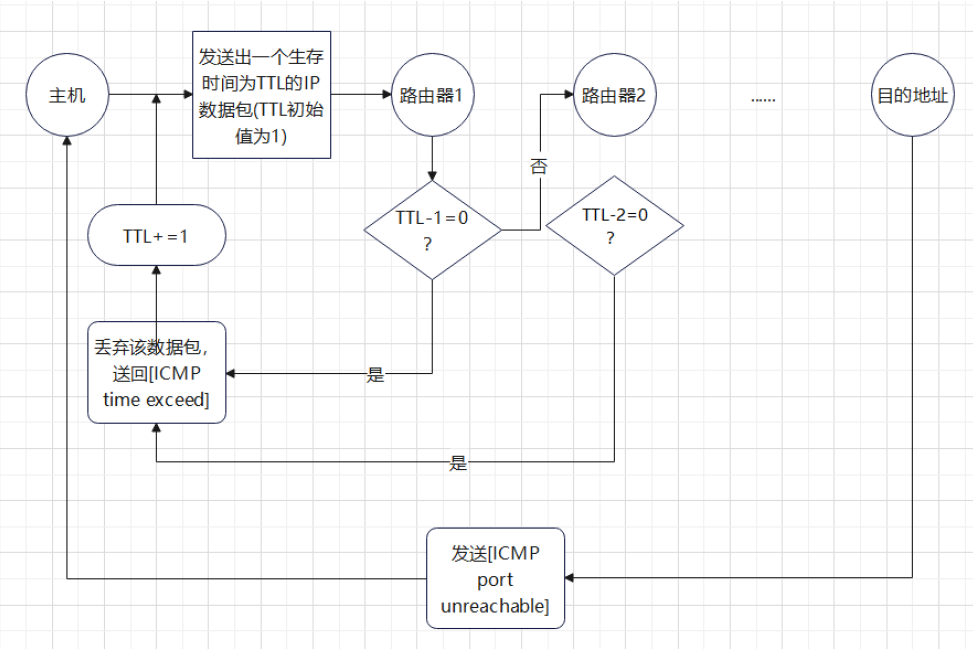 主机
发送出一个生存
时间为TTL的IP
数据包(TTL初始
值为1)
路由器1
路由器2
......
目的地址
否
TTL-1=0
?
TTL-2=0
?
TTL+=1
丢弃该数据包，
送回[ICMP
time exceed]
是
是
发送[ICMP
port
unreachable]